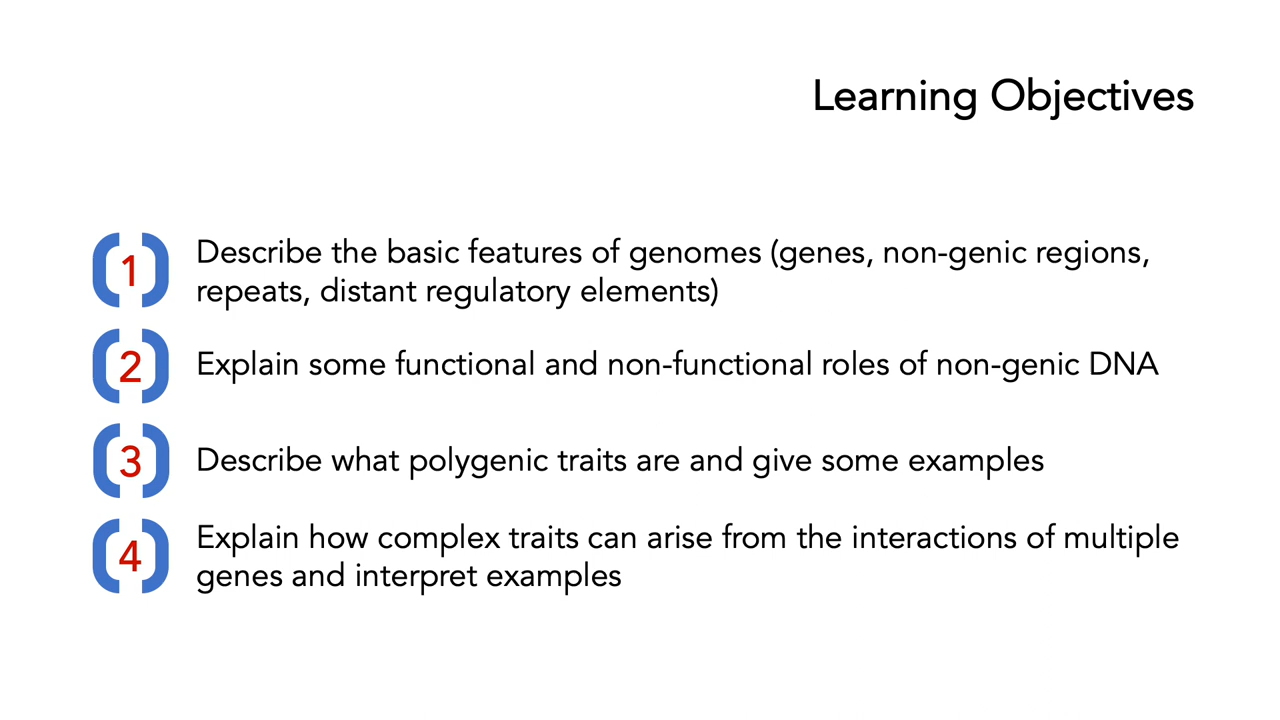 Learning Objectives
1
Describe the basic features of genomes (genes, non-genic regions,
repeats, distant regulatory elements)
2
Explain some functional and non-functional roles of non-genic DNA
3
Describe what polygenic traits are and give some examples
4
Explain how complex traits can arise from the interactions of multiple
genes and interpret examples